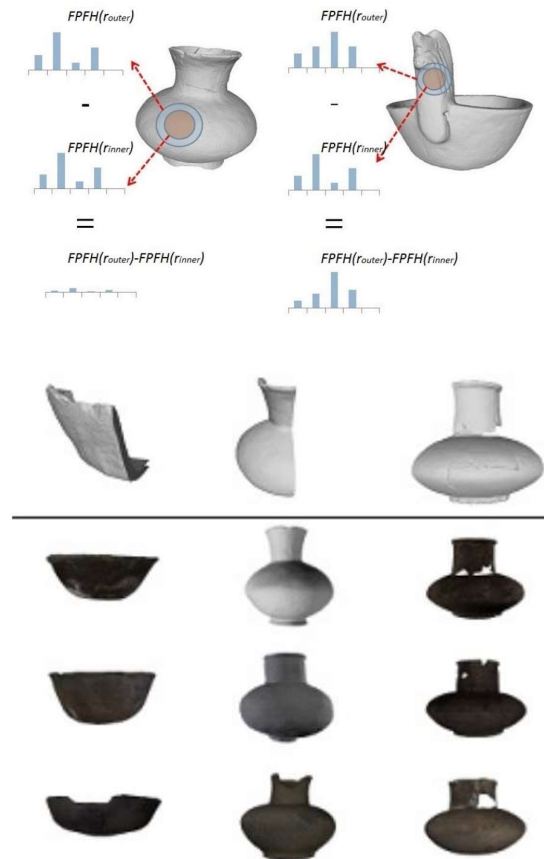 FPFH(router)
FPFH(router)
-
–
FPFH(rinner)
FPFH(rinner)
=
=
FPFH(router)-FPFH(rinner)
FPFH(router)-FPFH(rinner)